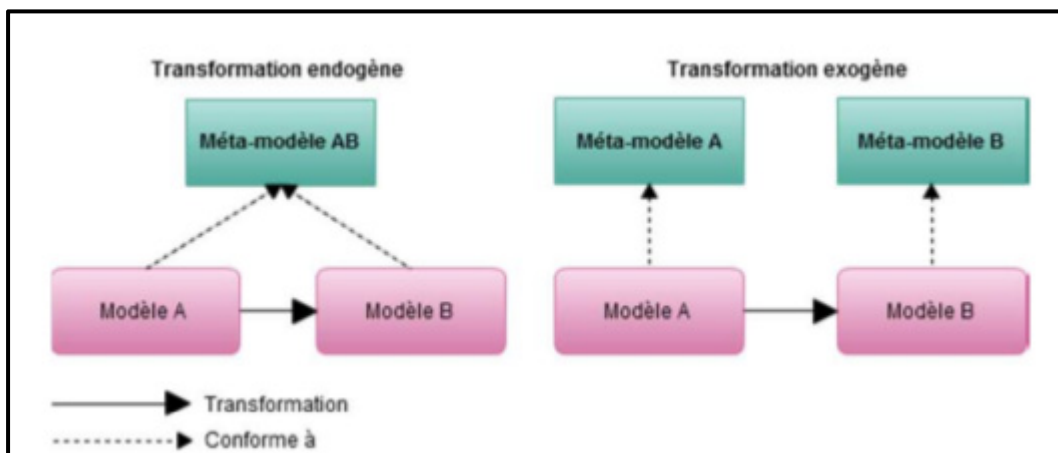 Transformation endogène
Transformation exogène
Méta-modèle AB
Méta-modèle A
Méta-modèle B
Modèle A
Modèle B
Modèle A
Modèle B
Transformation
Conforme à